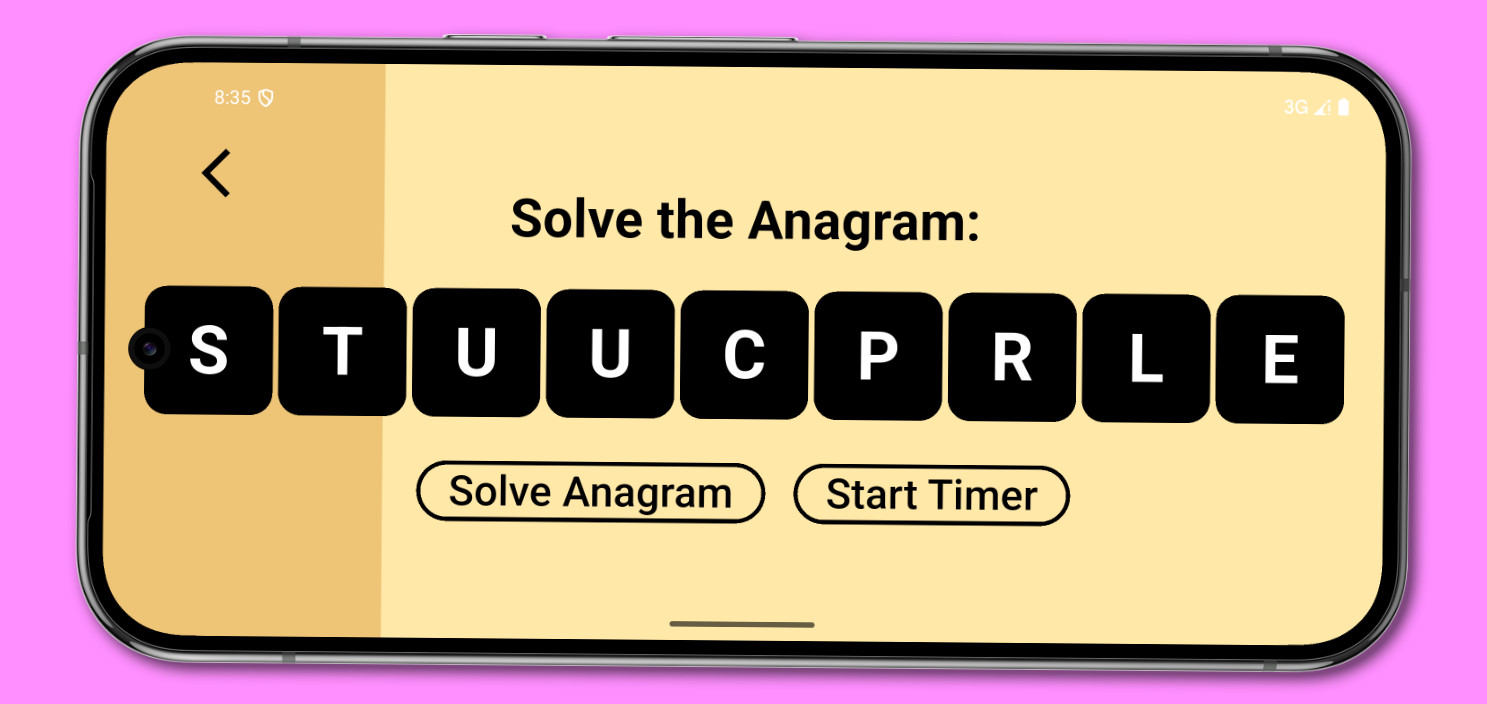 8:35
3G
Solve the Anagram:
S T U U C P R L E
Solve Anagram Start Timer